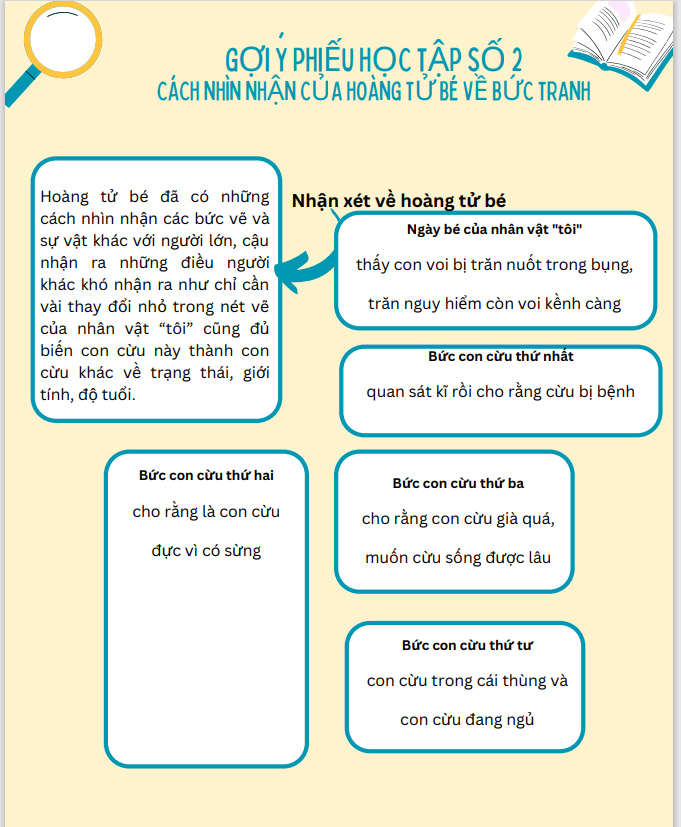 GỢI Ý PHIẾU HỌC TẬP SỐ 2
CÁCH NHÌN NHẬN CỦA HOÀNG TỬ BÉ VỀ BỨC TRANH
Hoàng tử bé đã có những
cách nhìn nhận các bức vẽ và
sự vật khác với người lớn, cậu
nhận ra những điều người
khác khó nhận ra như chỉ cần
vài thay đổi nhỏ trong nét vẽ
của nhân vật “tôi” cũng đủ
biến con cừu này thành con
cừu khác về trạng thái, giới
tính, độ tuổi.
Nhận xét về hoàng tử bé
Ngày bé của nhân vật "tôi"
thấy con voi bị trăn nuốt trong bụng,
trăn nguy hiểm còn voi kềnh càng
Bức con cừu thứ nhất
quan sát kĩ rồi cho rằng cừu bị bệnh
Bức con cừu thứ hai
cho rằng là con cừu
đực vì có sừng
Bức con cừu thứ ba
cho rằng con cừu già quá,
muốn cừu sống được lâu
Bức con cừu thứ tư
con cừu trong cái thùng và
con cừu đang ngủ